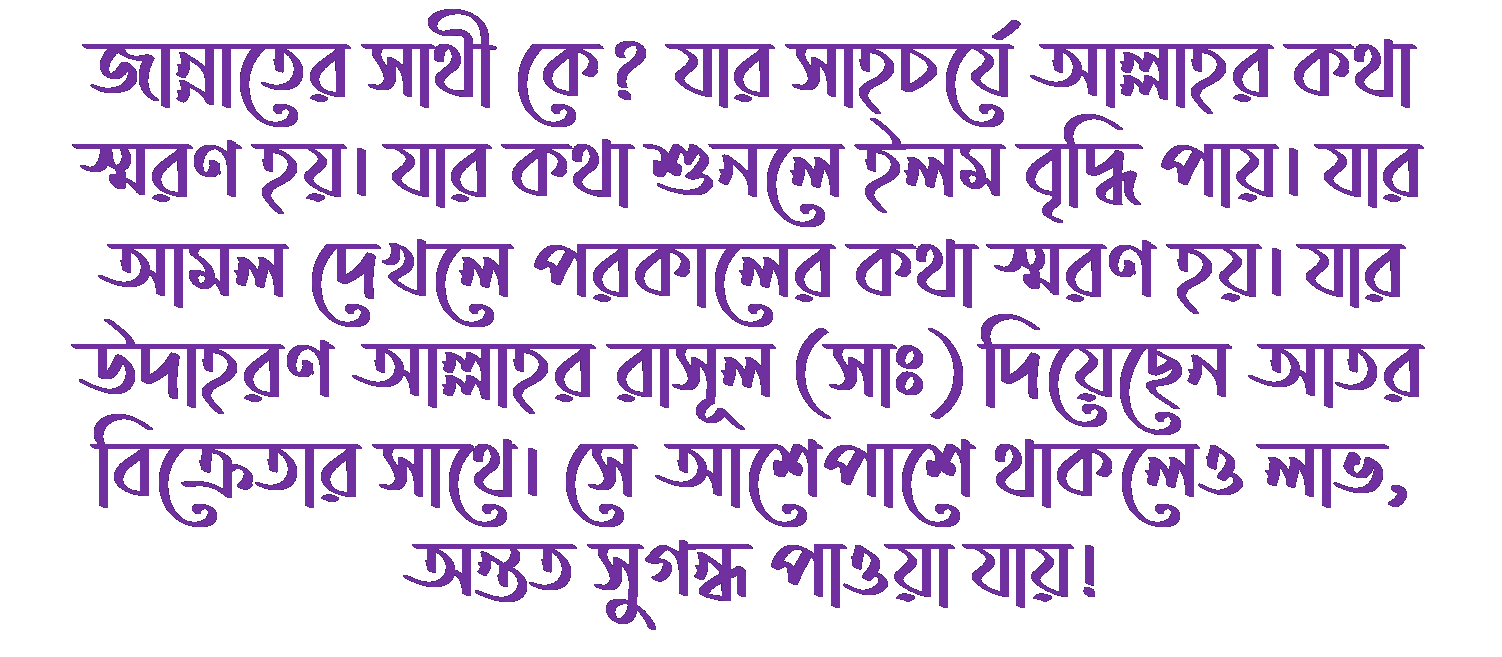 জান্নাতের সাথী কে? যার সাহচর্যে আল্লাহর কথা
স্মরণ হয়। যার কথা শুনলে ইলম বৃদ্ধি পায়। যার
আমল দেখলে পরকালের কথা স্মরণ হয়। যার
উদাহরণ আল্লাহর রাসূল (সাঃ) দিয়েছেন আতর
বিক্রেতার সাথে। সে আশেপাশে থাকলেও লাভ,
অন্তত সুগন্ধ পাওয়া যায়!